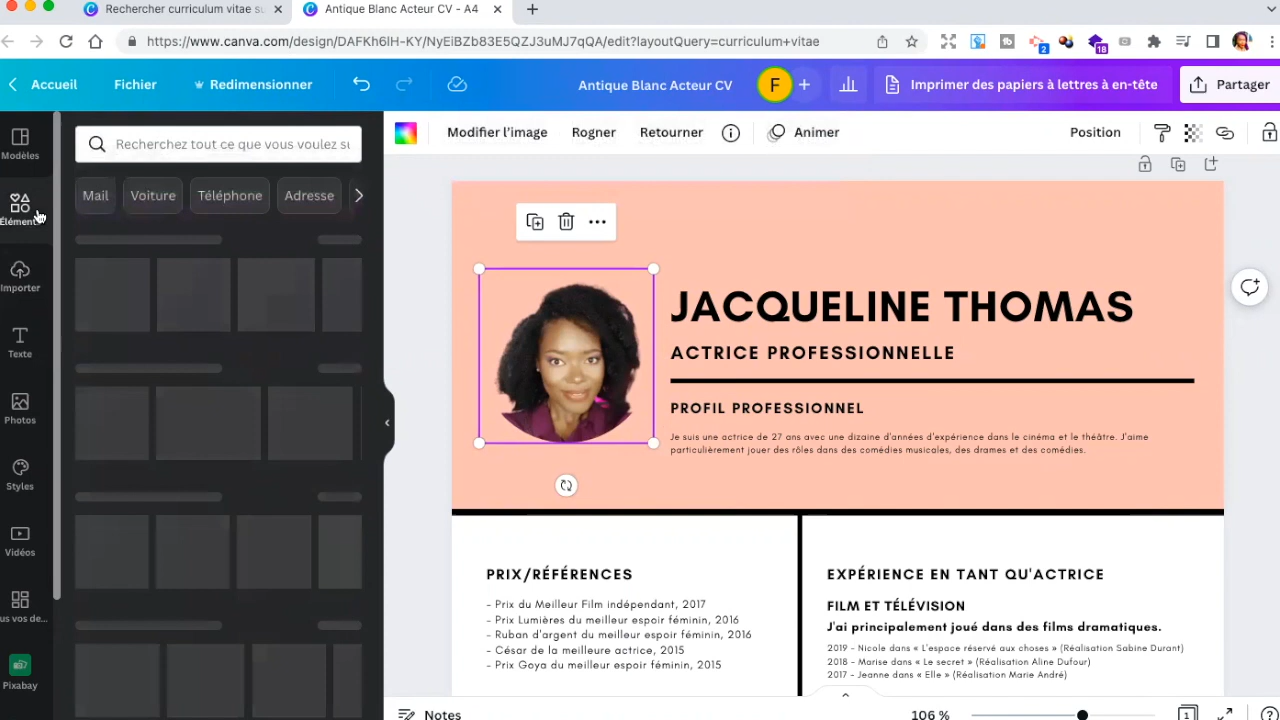 Rechercher curriculum vitae su
Antique Blanc Acteur CV - A4
https://www.canva.com/design/DAFKh6lH-KY/NyEiBZb83E5QZJ3uMJ7qQA/edit?layoutQuery=curriculum+vitae
2
18
Accueil
Fichier
Redimensionner
Antique Blanc Acteur CV
F
Imprimer des papiers à lettres à en-tête
Partager
Modifier l'image
Rogner
Retourner
Animer
Position
Modèles
Éléments
Importer
Texte
Photos
Styles
Vidéos
us vos de...
Pixabay
Recherchez tout ce que vous voulez su
Mail
Voiture
Téléphone
Adresse
JACQUELINE THOMAS
ACTRICE PROFESSIONNELLE
PROFIL PROFESSIONNEL
Je suis une actrice de 27 ans avec une dizaine d'années d'expérience dans le cinéma et le théâtre. J'aime
particulièrement jouer des rôles dans des comédies musicales, des drames et des comédies.
PRIX/RÉFÉRENCES
- Prix du Meilleur Film indépendant, 2017
- Prix Lumières du meilleur espoir féminin, 2016
- Ruban d'argent du meilleur espoir féminin, 2016
- César de la meilleure actrice, 2015
- Prix Goya du meilleur espoir féminin, 2015
EXPÉRIENCE EN TANT QU'ACTRICE
FILM ET TÉLÉVISION
J'ai principalement joué dans des films dramatiques.
2019 - Nicole dans « L'espace réservé aux choses » (Réalisation Sabine Durant)
2018 - Marise dans « Le secret » (Réalisation Aline Dufour)
2017 - Jeanne dans « Elle » (Réalisation Marie André)
Notes
106 %
1